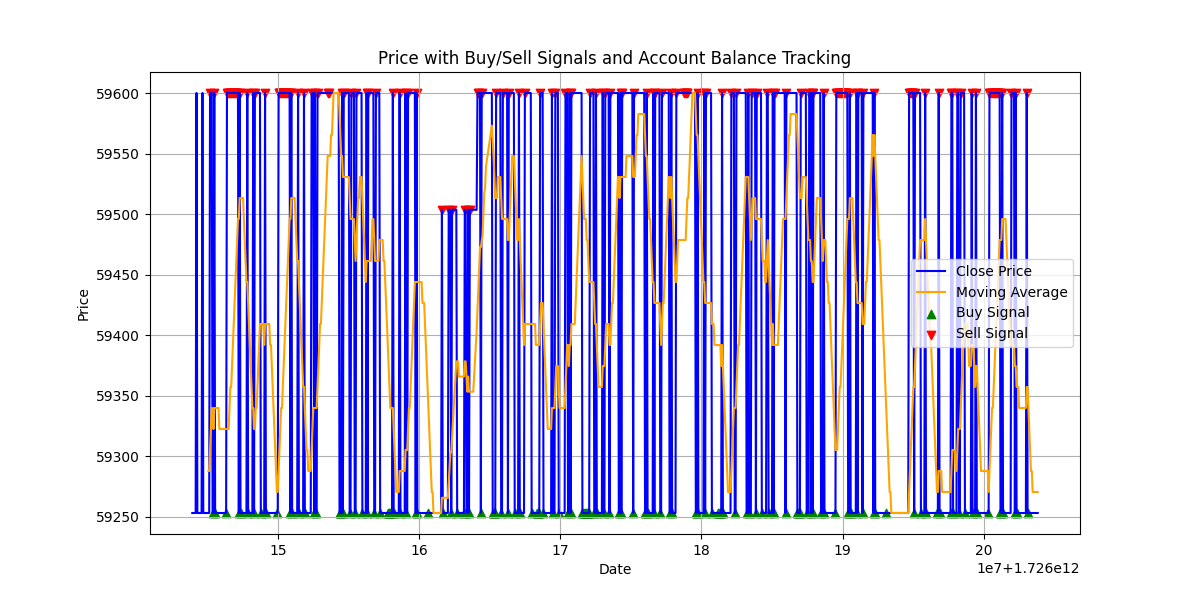 Price with Buy/Sell Signals and Account Balance Tracking
59600
59550
59500
59450
59400
59350
59300
59250
Price
Close Price
Moving Average
Buy Signal
Sell Signal
15 16 17 18 19 20
Date
1e7+1.726e12